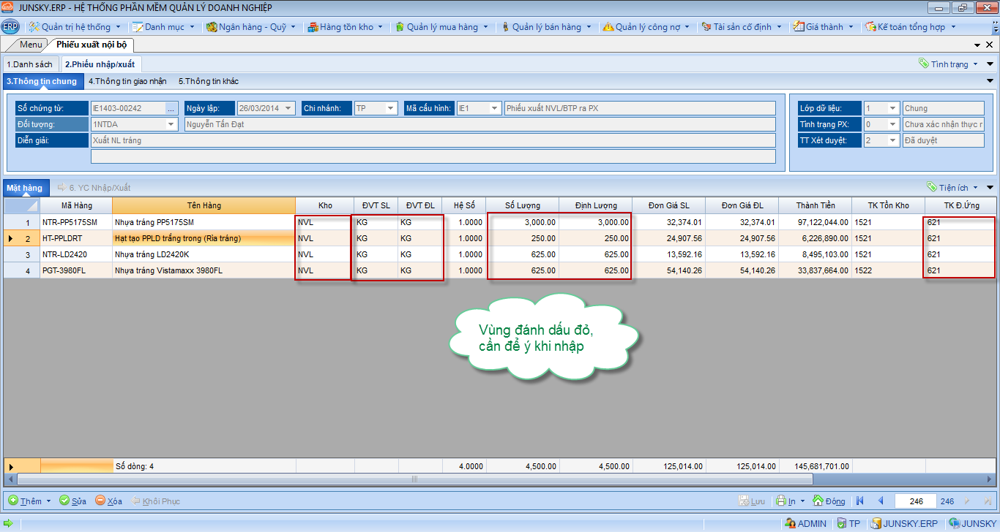 JUNSKY.ERP - HỆ THỐNG PHẦN MỀM QUẢN LÝ DOANH NGHIỆP
ERP Quản trị hệ thống Danh mục Ngân hàng - Quỹ Hàng tồn kho Quản lý mua hàng Quản lý bán hàng Quản lý công nợ Tài sản cố định Giá thành Kế toán tổng hợp
Menu Phiếu xuất nội bộ
1.Danh sách 2.Phiếu nhập/xuất Tình trạng
3.Thông tin chung 4.Thông tin giao nhận 5.Thông tin khác
Số chứng từ: IE1403-00242 ... Ngày lập: 26/03/2014 Chi nhánh: TP Mã cấu hình: IE1 Phiếu xuất NVL/BTP ra PX Lớp dữ liệu: 1 Chung
Đối tượng: 1NTDA Nguyễn Tấn Đạt Tình trạng PX: 0 Chưa xác nhận thực r
Diễn giải: Xuất NL tráng TT Xét duyệt: 2 Đã duyệt
Mặt hàng 6. YC Nhập/Xuất Tiện ích
Mã Hàng Tên Hàng Kho ĐVT SL ĐVT ĐL Hệ Số Số Lượng Định Lượng Đơn Giá SL Đơn Giá ĐL Thành Tiền TK Tồn Kho TK Đ.Ứng
1 NTR-PP5175SM Nhựa tráng PP5175SM NVL KG KG 1.0000 3,000.00 3,000.00 32,374.01 32,374.01 97,122,044.00 1521 621
2 HT-PPLDRT Hạt tạo PPLD trắng trong (Rìa tráng) NVL KG KG 1.0000 250.00 250.00 24,907.56 24,907.56 6,226,890.00 1521 621
3 NTR-LD2420 Nhựa tráng LD2420K NVL KG KG 1.0000 625.00 625.00 13,592.16 13,592.16 8,495,103.00 1521 621
4 PGT-3980FL Nhựa tráng Vistamaxx 3980FL NVL KG KG 1.0000 625.00 625.00 54,140.26 54,140.26 33,837,664.00 1522 621
Vùng đánh dấu đỏ,
cần để ý khi nhập
Số dòng: 4 4.0000 4,500.00 4,500.00 125,014.00 125,014.00 145,681,701.00
Thêm Sửa Xóa Khôi Phục Lưu In Đóng 246 246
ADMIN TP JUNSKY.ERP JUNSKY